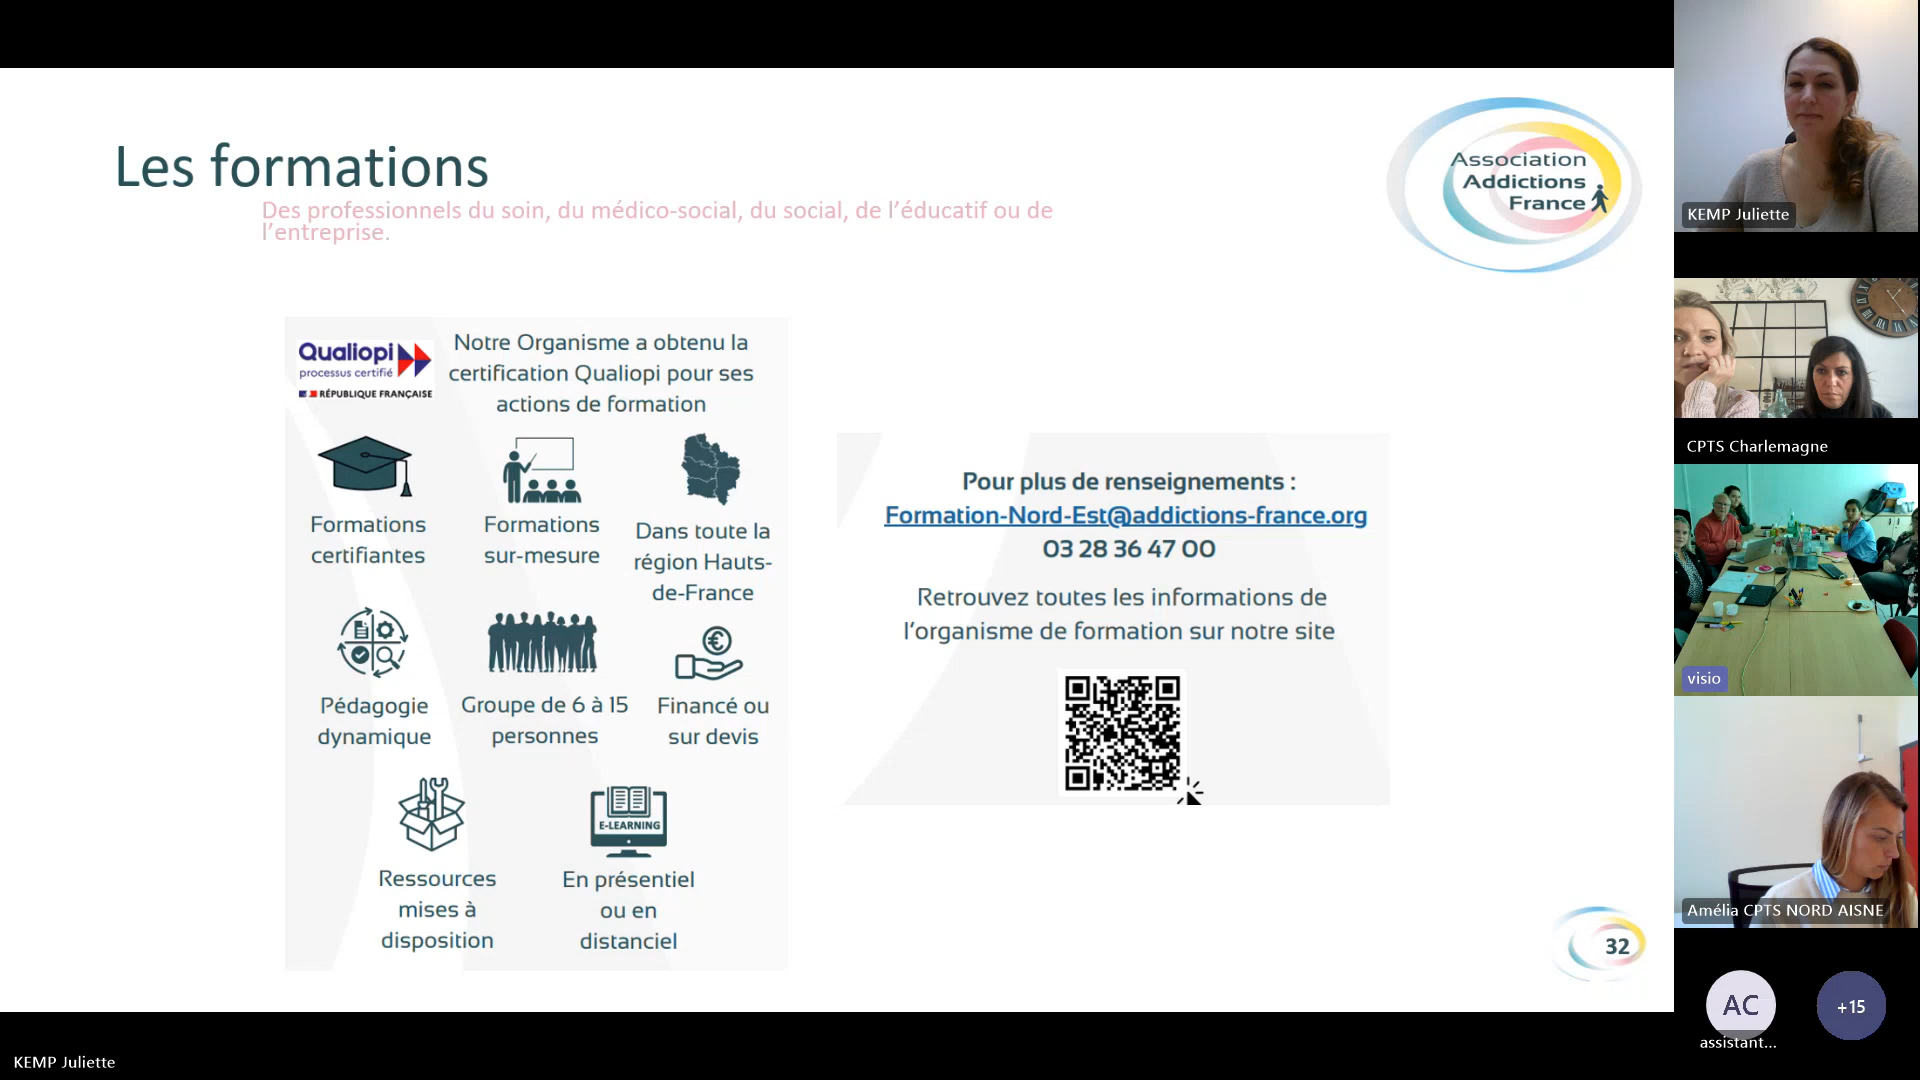 Les formations
Des professionnels du soin, du médico-social, du social, de l'éducatif ou de
l'entreprise.
Association
Addictions
France
Qualiopi
processus certifié
RÉPUBLIQUE FRANÇAISE
Notre Organisme a obtenu la
certification Qualiopi pour ses
actions de formation
Formations
certifiantes
Formations
sur-mesure
Dans toute la
région Hauts-
de-France
Pédagogie
dynamique
Groupe de 6 à 15
personnes
Financé ou
sur devis
E-LEARNING
Ressources
mises à
disposition
En présentiel
ou en
distanciel
Pour plus de renseignements :
Formation-Nord-Est@addictions-france.org
03 28 36 47 00
Retrouvez toutes les informations de
l'organisme de formation sur notre site
32
KEMP Juliette
KEMP Juliette
CPTS Charlemagne
visio
Amélia CPTS NORD AISNE
AC
assistant...
+15